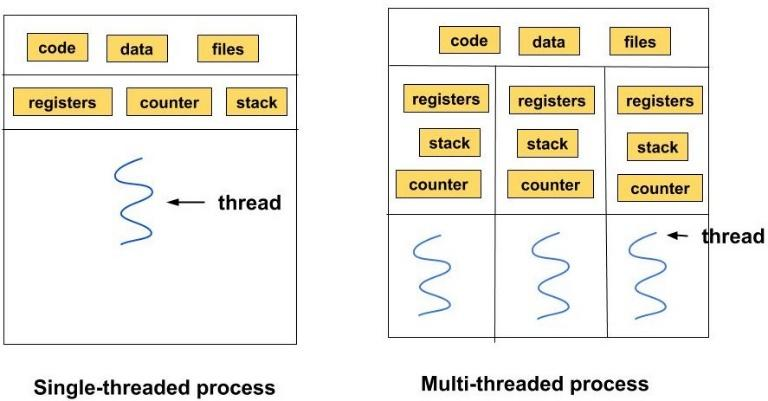 code data files
registers counter stack
thread
Single-threaded process
code data files
registers registers registers
stack stack stack
counter counter counter
thread
Multi-threaded process